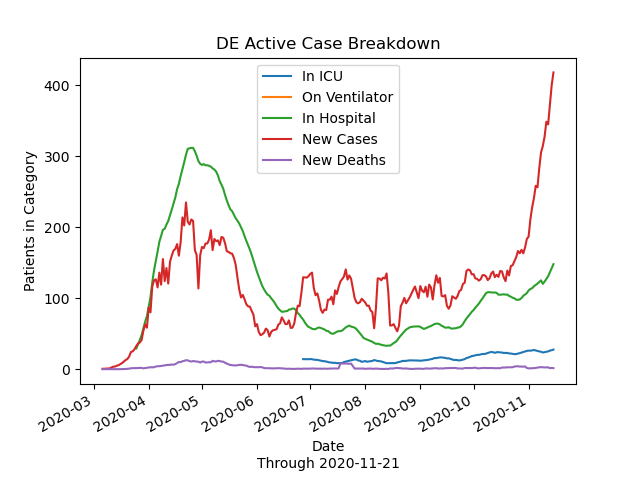 DE Active Case Breakdown
In ICU
On Ventilator
In Hospital
New Cases
New Deaths
Patients in Category
400
300
200
100
0
2020-03
2020-04
2020-05
2020-06
2020-07
2020-08
2020-09
2020-10
2020-11
Date
Through 2020-11-21